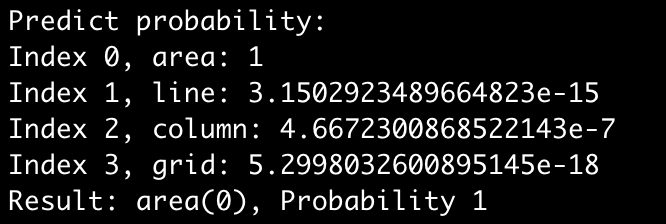 Predict probability:
Index 0, area: 1
Index 1, line: 3.1502923489664823e-15
Index 2, column: 4.6672300868522143e-7
Index 3, grid: 5.2998032600895145e-18
Result: area(0), Probability 1